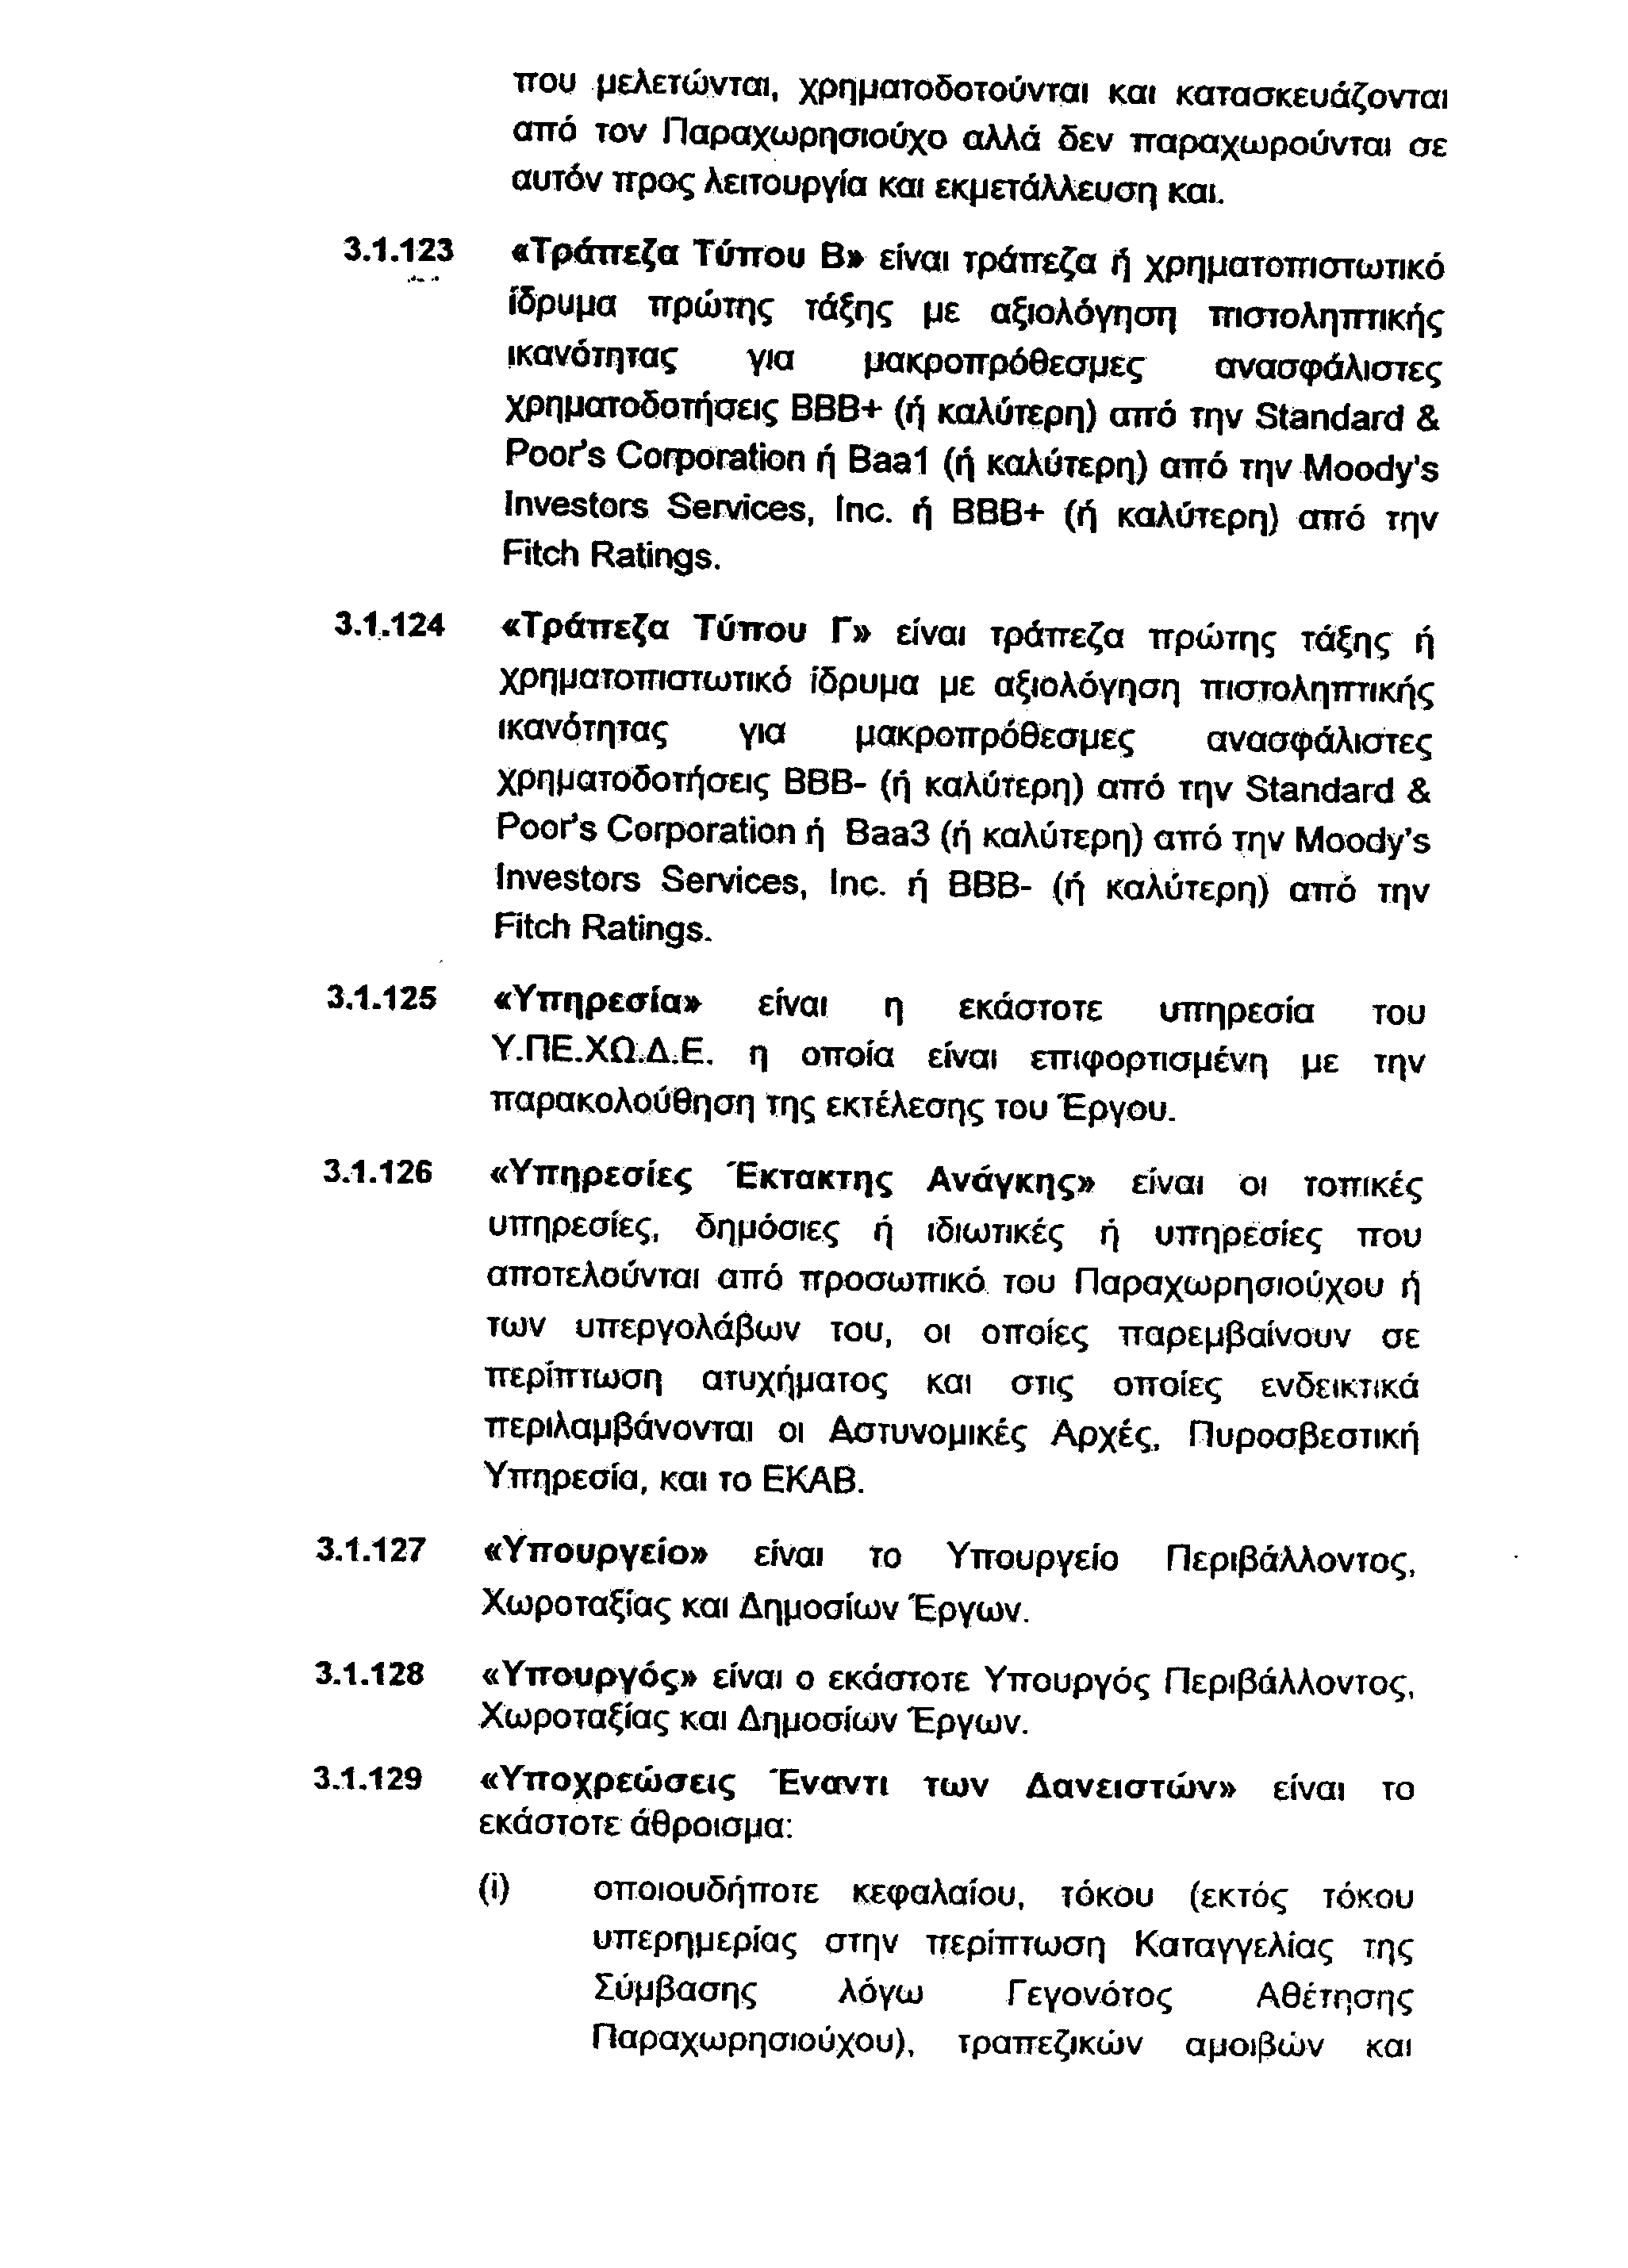 που μελετώνται, χρηματοδοτούνται και κατασκευάζονται
από τον Παραχωρησιούχο αλλά δεν παραχωρούνται σε
αυτόν προς λειτουργία και εκμετάλλευση και.
3.1.123 «Τράπεζα Τύπου Β» είναι τράπεζα ή χρηματοπιστωτικό
ίδρυμα πρώτης τάξης με αξιολόγηση πιστοληπτικής
ικανότητας για μακροπρόθεσμες ανασφάλιστες
χρηματοδοτήσεις BBB+ (ή καλύτερη) από την Standard &
Poor's Corporation ή Baa1 (ή καλύτερη) από την Moody's
Investors Services, Inc. ή BBB+ (ή καλύτερη) από την
Fitch Ratings.
3.1.124 «Τράπεζα Τύπου Γ» είναι τράπεζα πρώτης τάξης ή
χρηματοπιστωτικό ίδρυμα με αξιολόγηση πιστοληπτικής
ικανότητας για μακροπρόθεσμες ανασφάλιστες
χρηματοδοτήσεις BBB- (ή καλύτερη) από την Standard &
Poor's Corporation ή Baa3 (ή καλύτερη) από την Moody's
Investors Services, Inc. ή BBB- (ή καλύτερη) από την
Fitch Ratings.
3.1.125 «Υπηρεσία» είναι η εκάστοτε υπηρεσία του
Υ.ΠΕ.ΧΩ.Δ.Ε. η οποία είναι επιφορτισμένη με την
παρακολούθηση της εκτέλεσης του Έργου.
3.1.126 «Υπηρεσίες Έκτακτης Ανάγκης» είναι οι τοπικές
υπηρεσίες, δημόσιες ή ιδιωτικές ή υπηρεσίες που
αποτελούνται από προσωπικό του Παραχωρησιούχου ή
των υπεργολάβων του, οι οποίες παρεμβαίνουν σε
περίπτωση ατυχήματος και στις οποίες ενδεικτικά
περιλαμβάνονται οι Αστυνομικές Αρχές, Πυροσβεστική
Υπηρεσία, και το ΕΚΑΒ.
3.1.127 «Υπουργείο» είναι το Υπουργείο Περιβάλλοντος,
Χωροταξίας και Δημοσίων Έργων.
3.1.128 «Υπουργός» είναι ο εκάστοτε Υπουργός Περιβάλλοντος,
Χωροταξίας και Δημοσίων Έργων.
3.1.129 «Υποχρεώσεις Έναντι των Δανειστών» είναι το
εκάστοτε άθροισμα:
(i) οποιουδήποτε κεφαλαίου, τόκου (εκτός τόκου
υπερημερίας στην περίπτωση Καταγγελίας της
Σύμβασης λόγω Γεγονότος Αθέτησης
Παραχωρησιούχου), τραπεζικών αμοιβών και